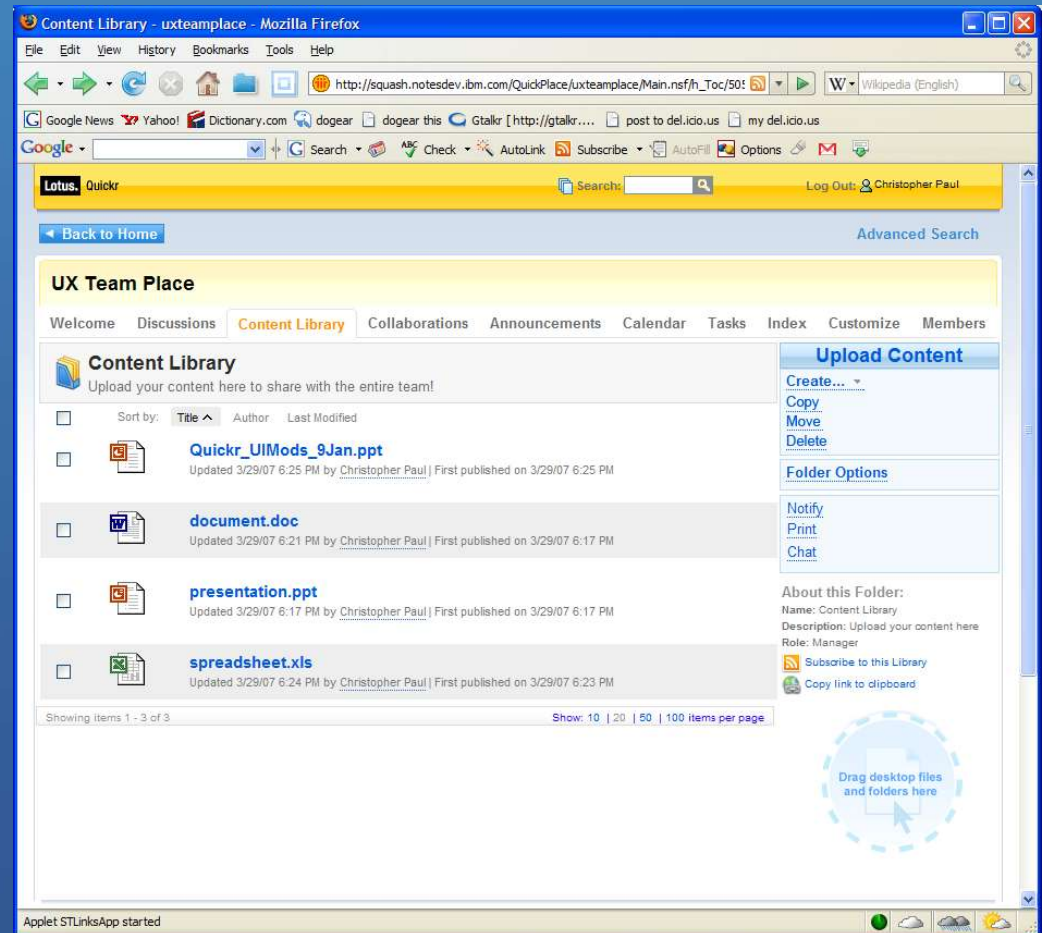 Content Library - uxteamplace - Mozilla Firefox
File Edit View History Bookmarks Tools Help
http://squash.notesdev.ibm.com/QuickPlace/uxteamplace/Main.nsf/h_Toc/505 W Wikipedia (English)
G Google News Yahoo! Dictionary.com dogear dogear this Gtalkr [ http://gtalkr.... post to del.icio.us my del.icio.us
Google G Search ABC Check AutoLink Subscribe AutoFill Options M
Lotus. Quickr Search: Log Out: Christopher Paul
Back to Home Advanced Search
UX Team Place
Welcome Discussions Content Library Collaborations Announcements Calendar Tasks Index Customize Members
Content Library
Upload your content here to share with the entire team!
Sort by: Title Author Last Modified
Quickr_UIMods_9Jan.ppt
Updated 3/29/07 6:25 PM by Christopher Paul | First published on 3/29/07 6:25 PM
document.doc
Updated 3/29/07 6:21 PM by Christopher Paul | First published on 3/29/07 6:17 PM
presentation.ppt
Updated 3/29/07 6:17 PM by Christopher Paul | First published on 3/29/07 6:17 PM
spreadsheet.xls
Updated 3/29/07 6:24 PM by Christopher Paul | First published on 3/29/07 6:23 PM
Showing items 1 - 3 of 3 Show: 10 | 20 | 50 | 100 items per page
Upload Content
Create...
Copy
Move
Delete
Folder Options
Notify
Print
Chat
About this Folder:
Name: Content Library
Description: Upload your content here
Role: Manager
Subscribe to this Library
Copy link to clipboard
Drag desktop files
and folders here
Applet STLinksApp started